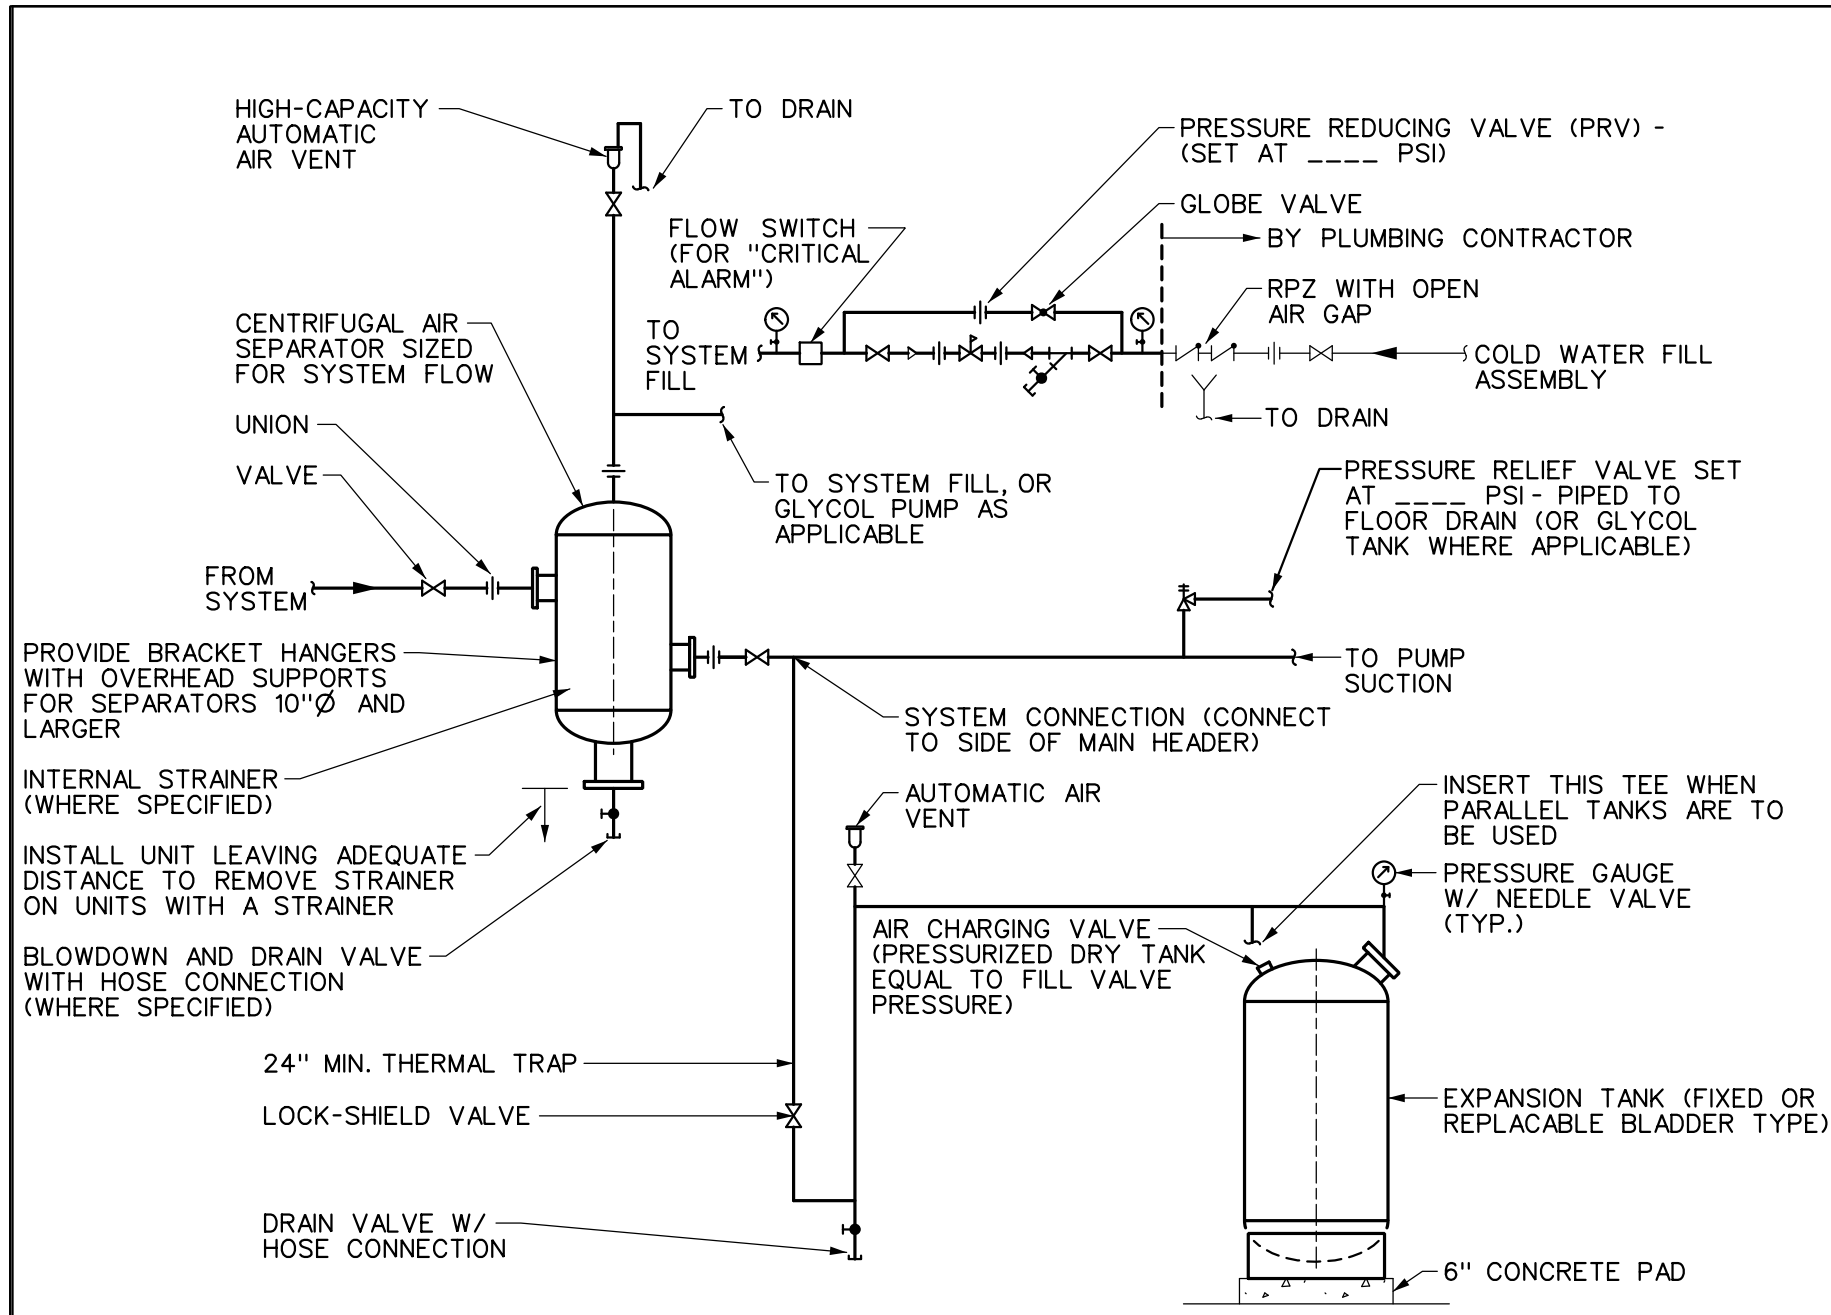 HIGH-CAPACITY
AUTOMATIC
AIR VENT
TO DRAIN
PRESSURE REDUCING VALVE (PRV) -
(SET AT ____ PSI)
GLOBE VALVE
FLOW SWITCH
(FOR "CRITICAL
ALARM")
BY PLUMBING CONTRACTOR
RPZ WITH OPEN
AIR GAP
CENTRIFUGAL AIR
SEPARATOR SIZED
FOR SYSTEM FLOW
TO
SYSTEM
FILL
COLD WATER FILL
ASSEMBLY
TO DRAIN
UNION
VALVE
TO SYSTEM FILL, OR
GLYCOL PUMP AS
APPLICABLE
PRESSURE RELIEF VALVE SET
AT ____ PSI - PIPED TO
FLOOR DRAIN (OR GLYCOL
TANK WHERE APPLICABLE)
FROM
SYSTEM
PROVIDE BRACKET HANGERS
WITH OVERHEAD SUPPORTS
FOR SEPARATORS 10"Ø AND
LARGER
TO PUMP
SUCTION
SYSTEM CONNECTION (CONNECT
TO SIDE OF MAIN HEADER)
INTERNAL STRAINER
(WHERE SPECIFIED)
AUTOMATIC AIR
VENT
INSERT THIS TEE WHEN
PARALLEL TANKS ARE TO
BE USED
INSTALL UNIT LEAVING ADEQUATE
DISTANCE TO REMOVE STRAINER
ON UNITS WITH A STRAINER
PRESSURE GAUGE
W/ NEEDLE VALVE
(TYP.)
AIR CHARGING VALVE
(PRESSURIZED DRY TANK
EQUAL TO FILL VALVE
PRESSURE)
BLOWDOWN AND DRAIN VALVE
WITH HOSE CONNECTION
(WHERE SPECIFIED)
24" MIN. THERMAL TRAP
LOCK-SHIELD VALVE
EXPANSION TANK (FIXED OR
REPLACABLE BLADDER TYPE)
DRAIN VALVE W/
HOSE CONNECTION
6" CONCRETE PAD